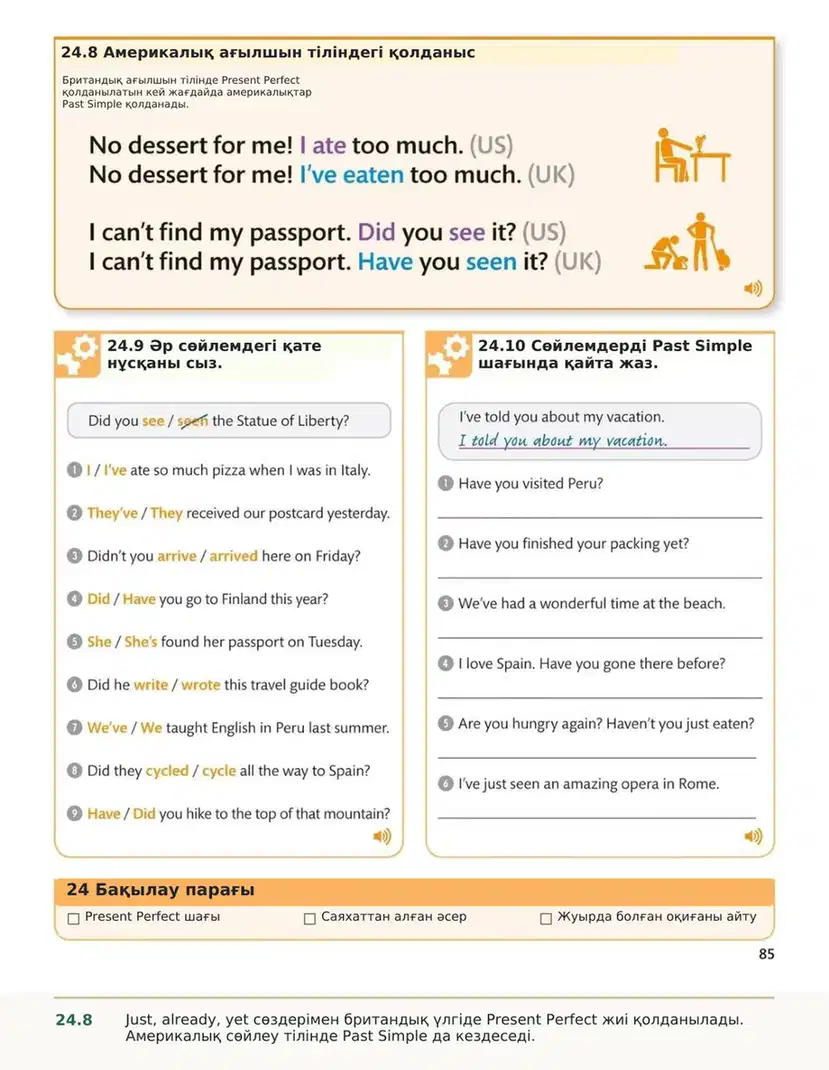 24.8 Америкалық ағылшын тіліндегі қолданыс
Британдық ағылшын тілінде Present Perfect
қолданылатын кей жағдайда америкалықтар
Past Simple қолданады.
No dessert for me! I ate too much. (US)
No dessert for me! I've eaten too much. (UK)
I can't find my passport. Did you see it? (US)
I can't find my passport. Have you seen it? (UK)
24.9 Әр сөйлемдегі қате
нұсқаны сыз.
Did you see / seen the Statue of Liberty?
1 I / I've ate so much pizza when I was in Italy.
2 They've / They received our postcard yesterday.
3 Didn't you arrive / arrived here on Friday?
4 Did / Have you go to Finland this year?
5 She / She's found her passport on Tuesday.
6 Did he write / wrote this travel guide book?
7 We've / We taught English in Peru last summer.
8 Did they cycled / cycle all the way to Spain?
9 Have / Did you hike to the top of that mountain?
24.10 Сөйлемдерді Past Simple
шағында қайта жаз.
I've told you about my vacation.
I told you about my vacation.
1 Have you visited Peru?
2 Have you finished your packing yet?
3 We've had a wonderful time at the beach.
4 I love Spain. Have you gone there before?
5 Are you hungry again? Haven't you just eaten?
6 I've just seen an amazing opera in Rome.
24 Бақылау парағы
Present Perfect шағы
Саяхаттан алған әсер
Жуырда болған оқиғаны айту
85
24.8 Just, already, yet сөздерімен британдық үлгіде Present Perfect жиі қолданылады.
Америкалық сөйлеу тілінде Past Simple да кездеседі.